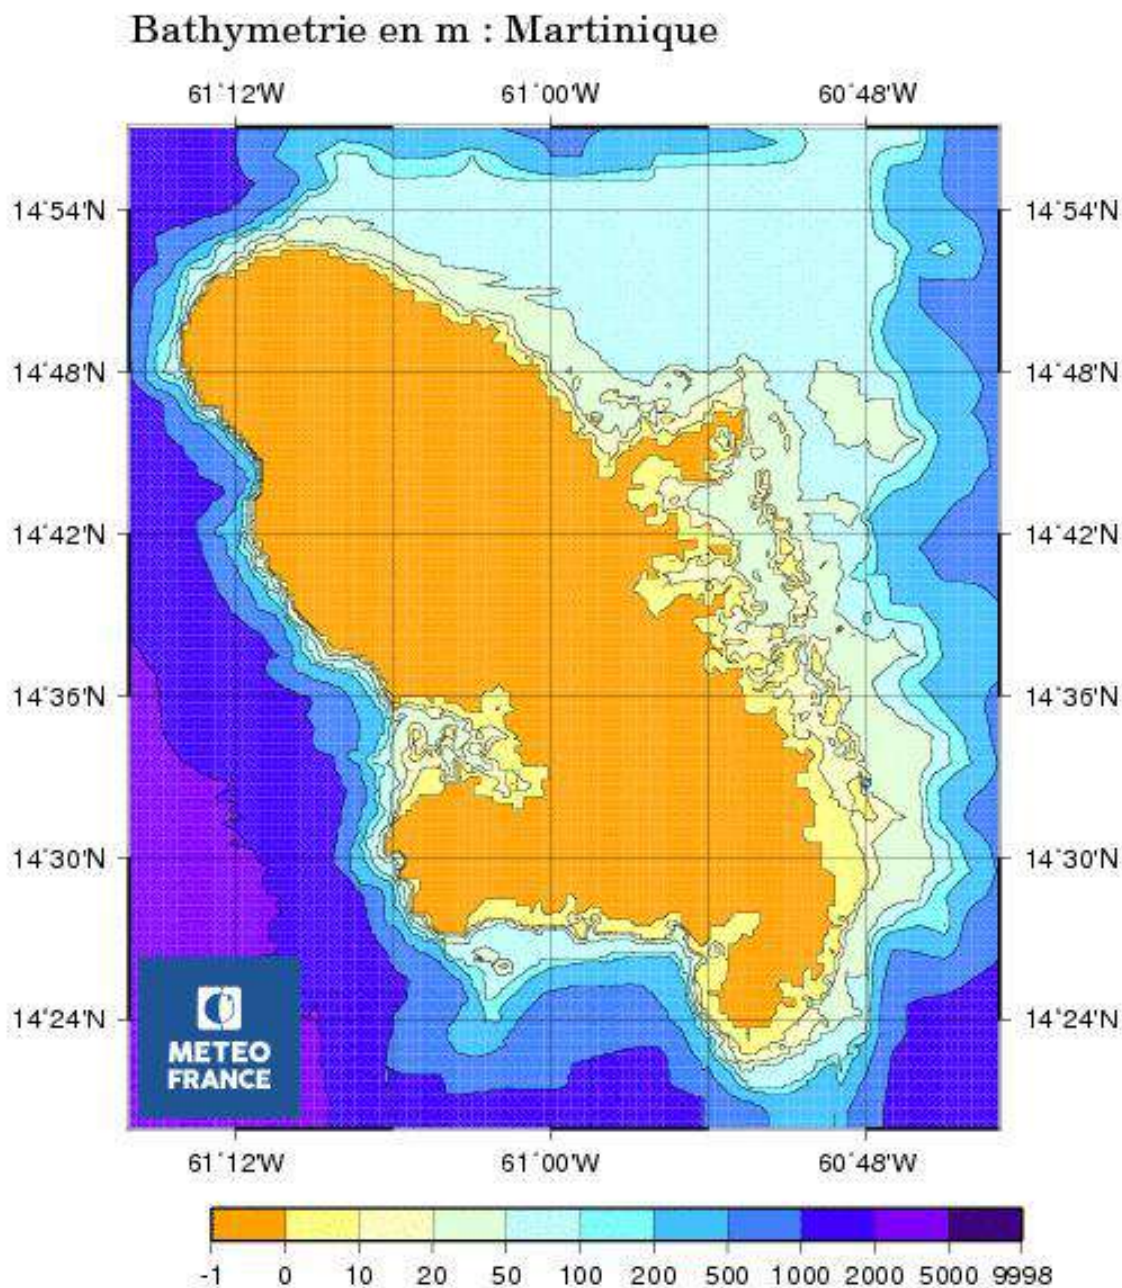 Bathymetrie en m : Martinique
61°12'W 61°00'W 60°48'W
14°54'N 14°54'N
14°48'N 14°48'N
14°42'N 14°42'N
14°36'N 14°36'N
14°30'N 14°30'N
14°24'N 14°24'N
METEO
FRANCE
61°12'W 61°00'W 60°48'W
-1 0 10 20 50 100 200 500 1000 2000 5000 9998